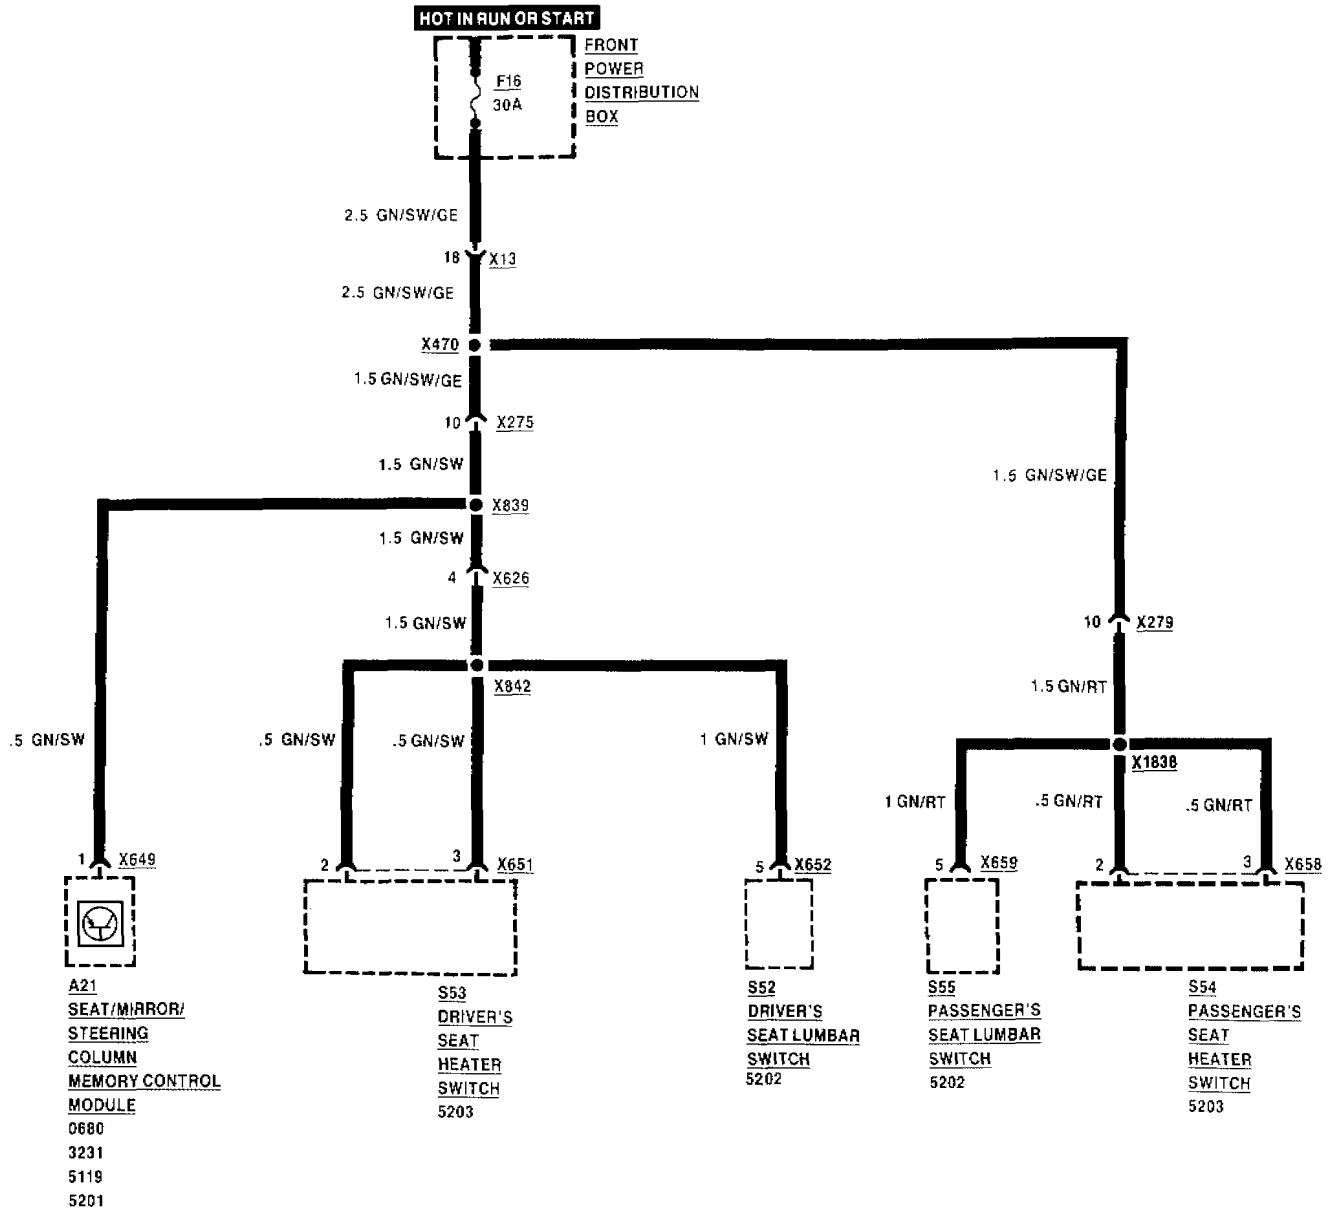 HOT IN RUN OR START
FRONT
POWER
DISTRIBUTION
BOX
F16
30A
2.5 GN/SW/GE
18 X13
2.5 GN/SW/GE
X470
1.5 GN/SW/GE
10 X275
1.5 GN/SW
1.5 GN/SW/GE
X839
1.5 GN/SW
4 X626
1.5 GN/SW
10 X279
X842
1.5 GN/RT
.5 GN/SW
.5 GN/SW
.5 GN/SW
1 GN/SW
X1838
1 GN/RT
.5 GN/RT
.5 GN/RT
1 X649
2
3 X651
5 X652
5 X659
2
3 X658
A21
SEAT/MIRROR/
STEERING
COLUMN
MEMORY CONTROL
MODULE
0680
3231
5119
5201
S53
DRIVER'S
SEAT
HEATER
SWITCH
5203
S52
DRIVER'S
SEAT LUMBAR
SWITCH
5202
S55
PASSENGER'S
SEAT LUMBAR
SWITCH
5202
S54
PASSENGER'S
SEAT
HEATER
SWITCH
5203